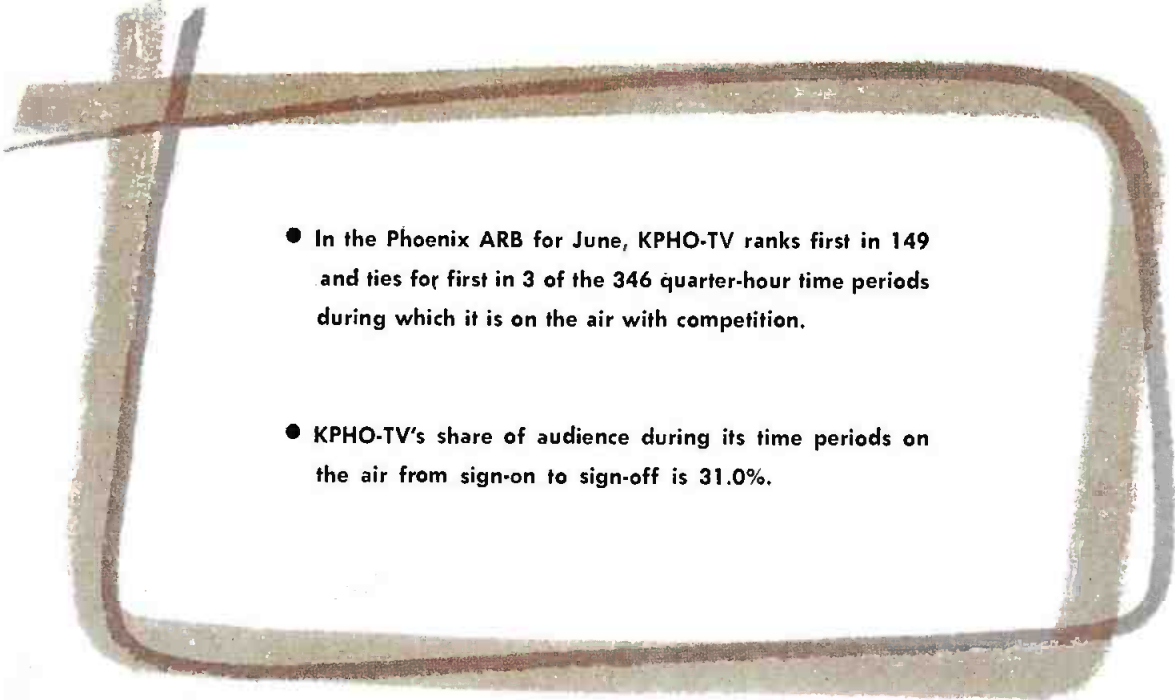 ● In the Phoenix ARB for June, KPHO-TV ranks first in 149
and ties for first in 3 of the 346 quarter-hour time periods
during which it is on the air with competition.
● KPHO-TV's share of audience during its time periods on
the air from sign-on to sign-off is 31.0%.